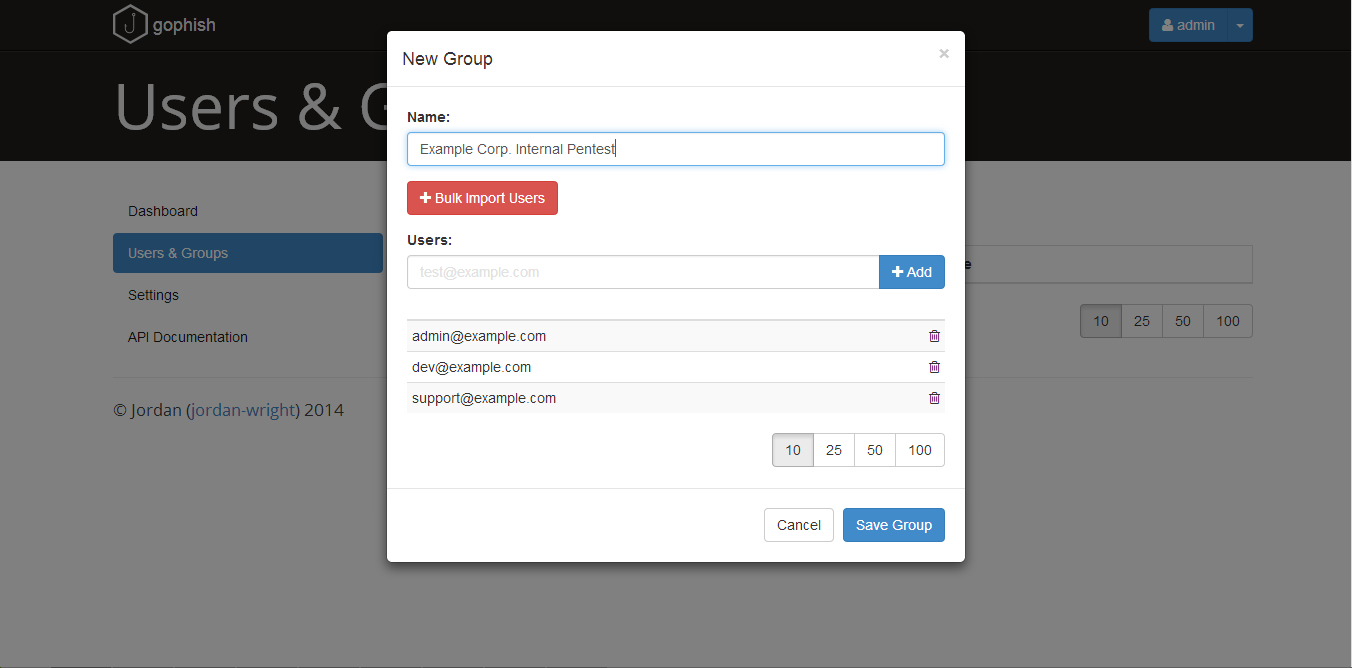 gophish
admin
Users & G
New Group
×
Name:
Example Corp. Internal Pentest
Bulk Import Users
Users:
test@example.com
Add
admin@example.com
dev@example.com
support@example.com
10 25 50 100
Cancel
Save Group
Dashboard
Users & Groups
Settings
API Documentation
e
10 25 50 100
© Jordan (jordan-wright) 2014